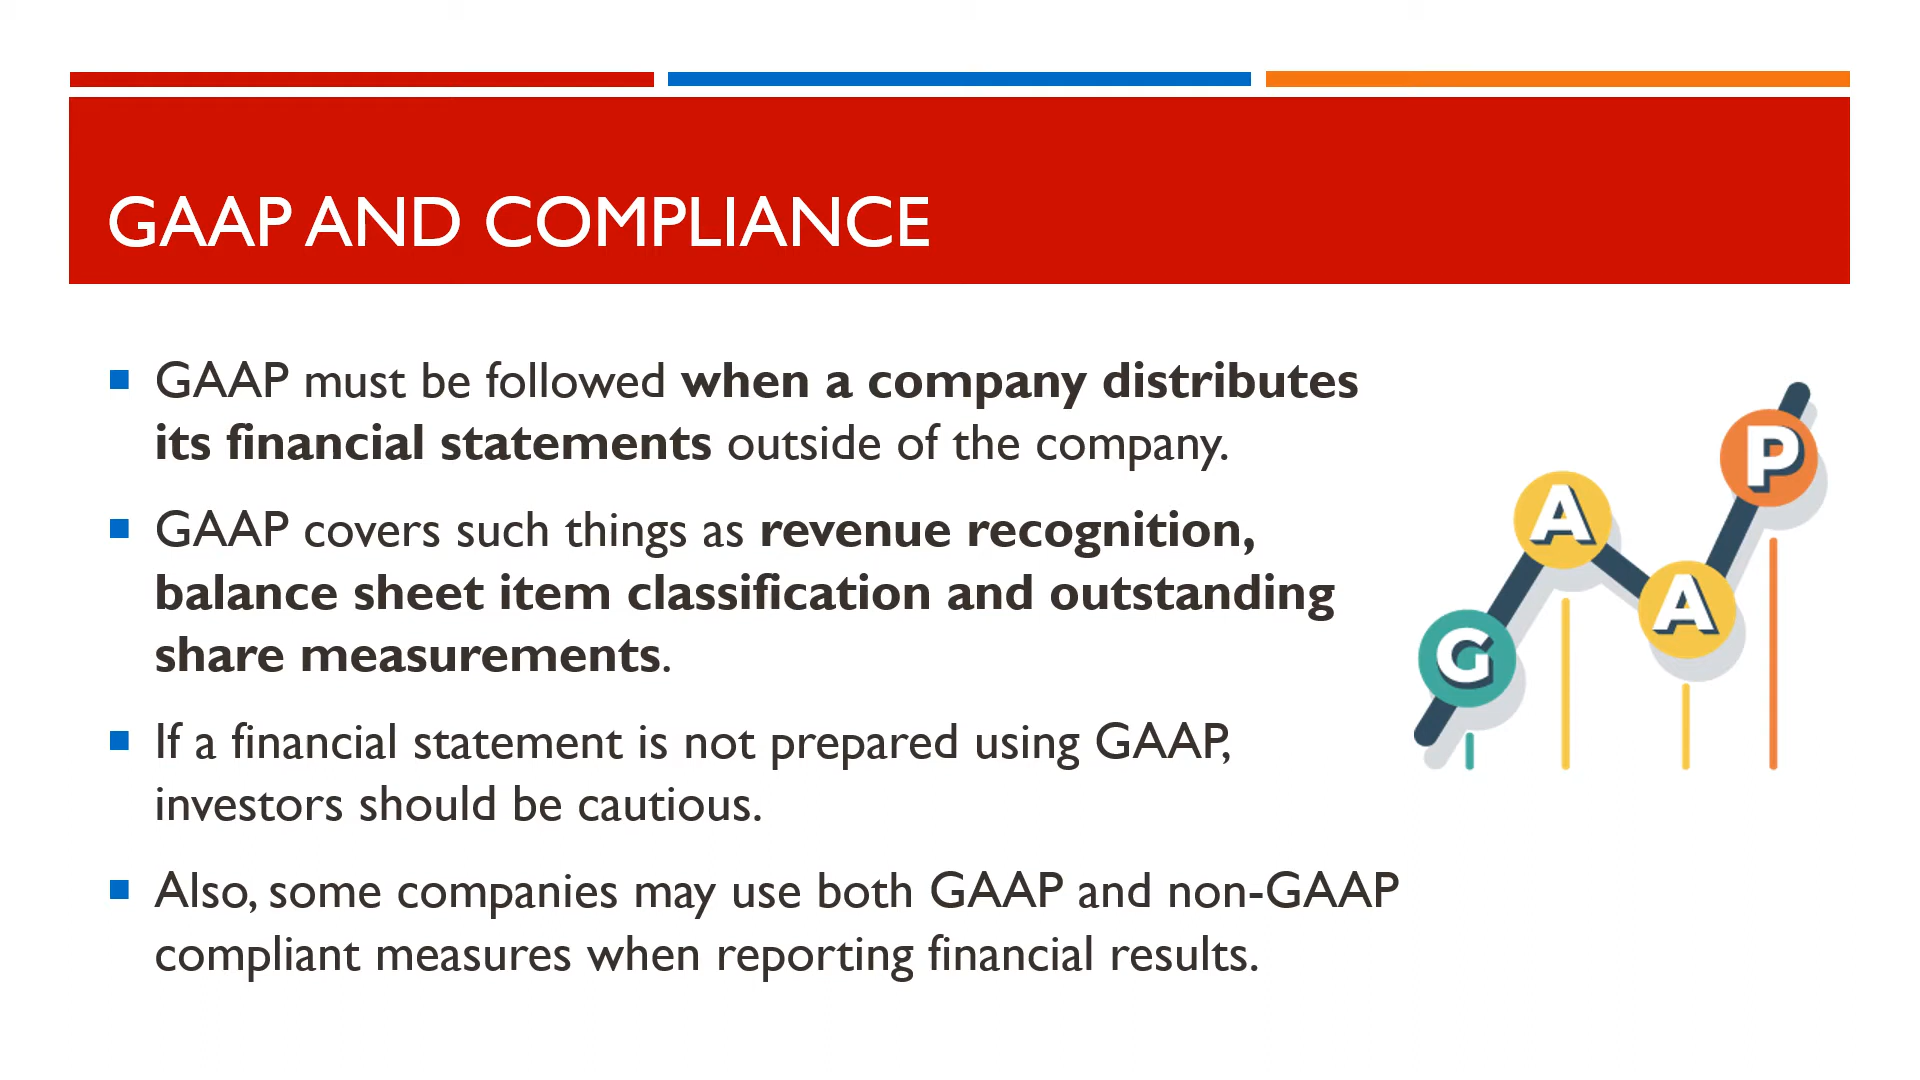 GAAP AND COMPLIANCE
GAAP must be followed when a company distributes
its financial statements outside of the company.
GAAP covers such things as revenue recognition,
balance sheet item classification and outstanding
share measurements.
If a financial statement is not prepared using GAAP,
investors should be cautious.
Also, some companies may use both GAAP and non-GAAP
compliant measures when reporting financial results.
G A A P